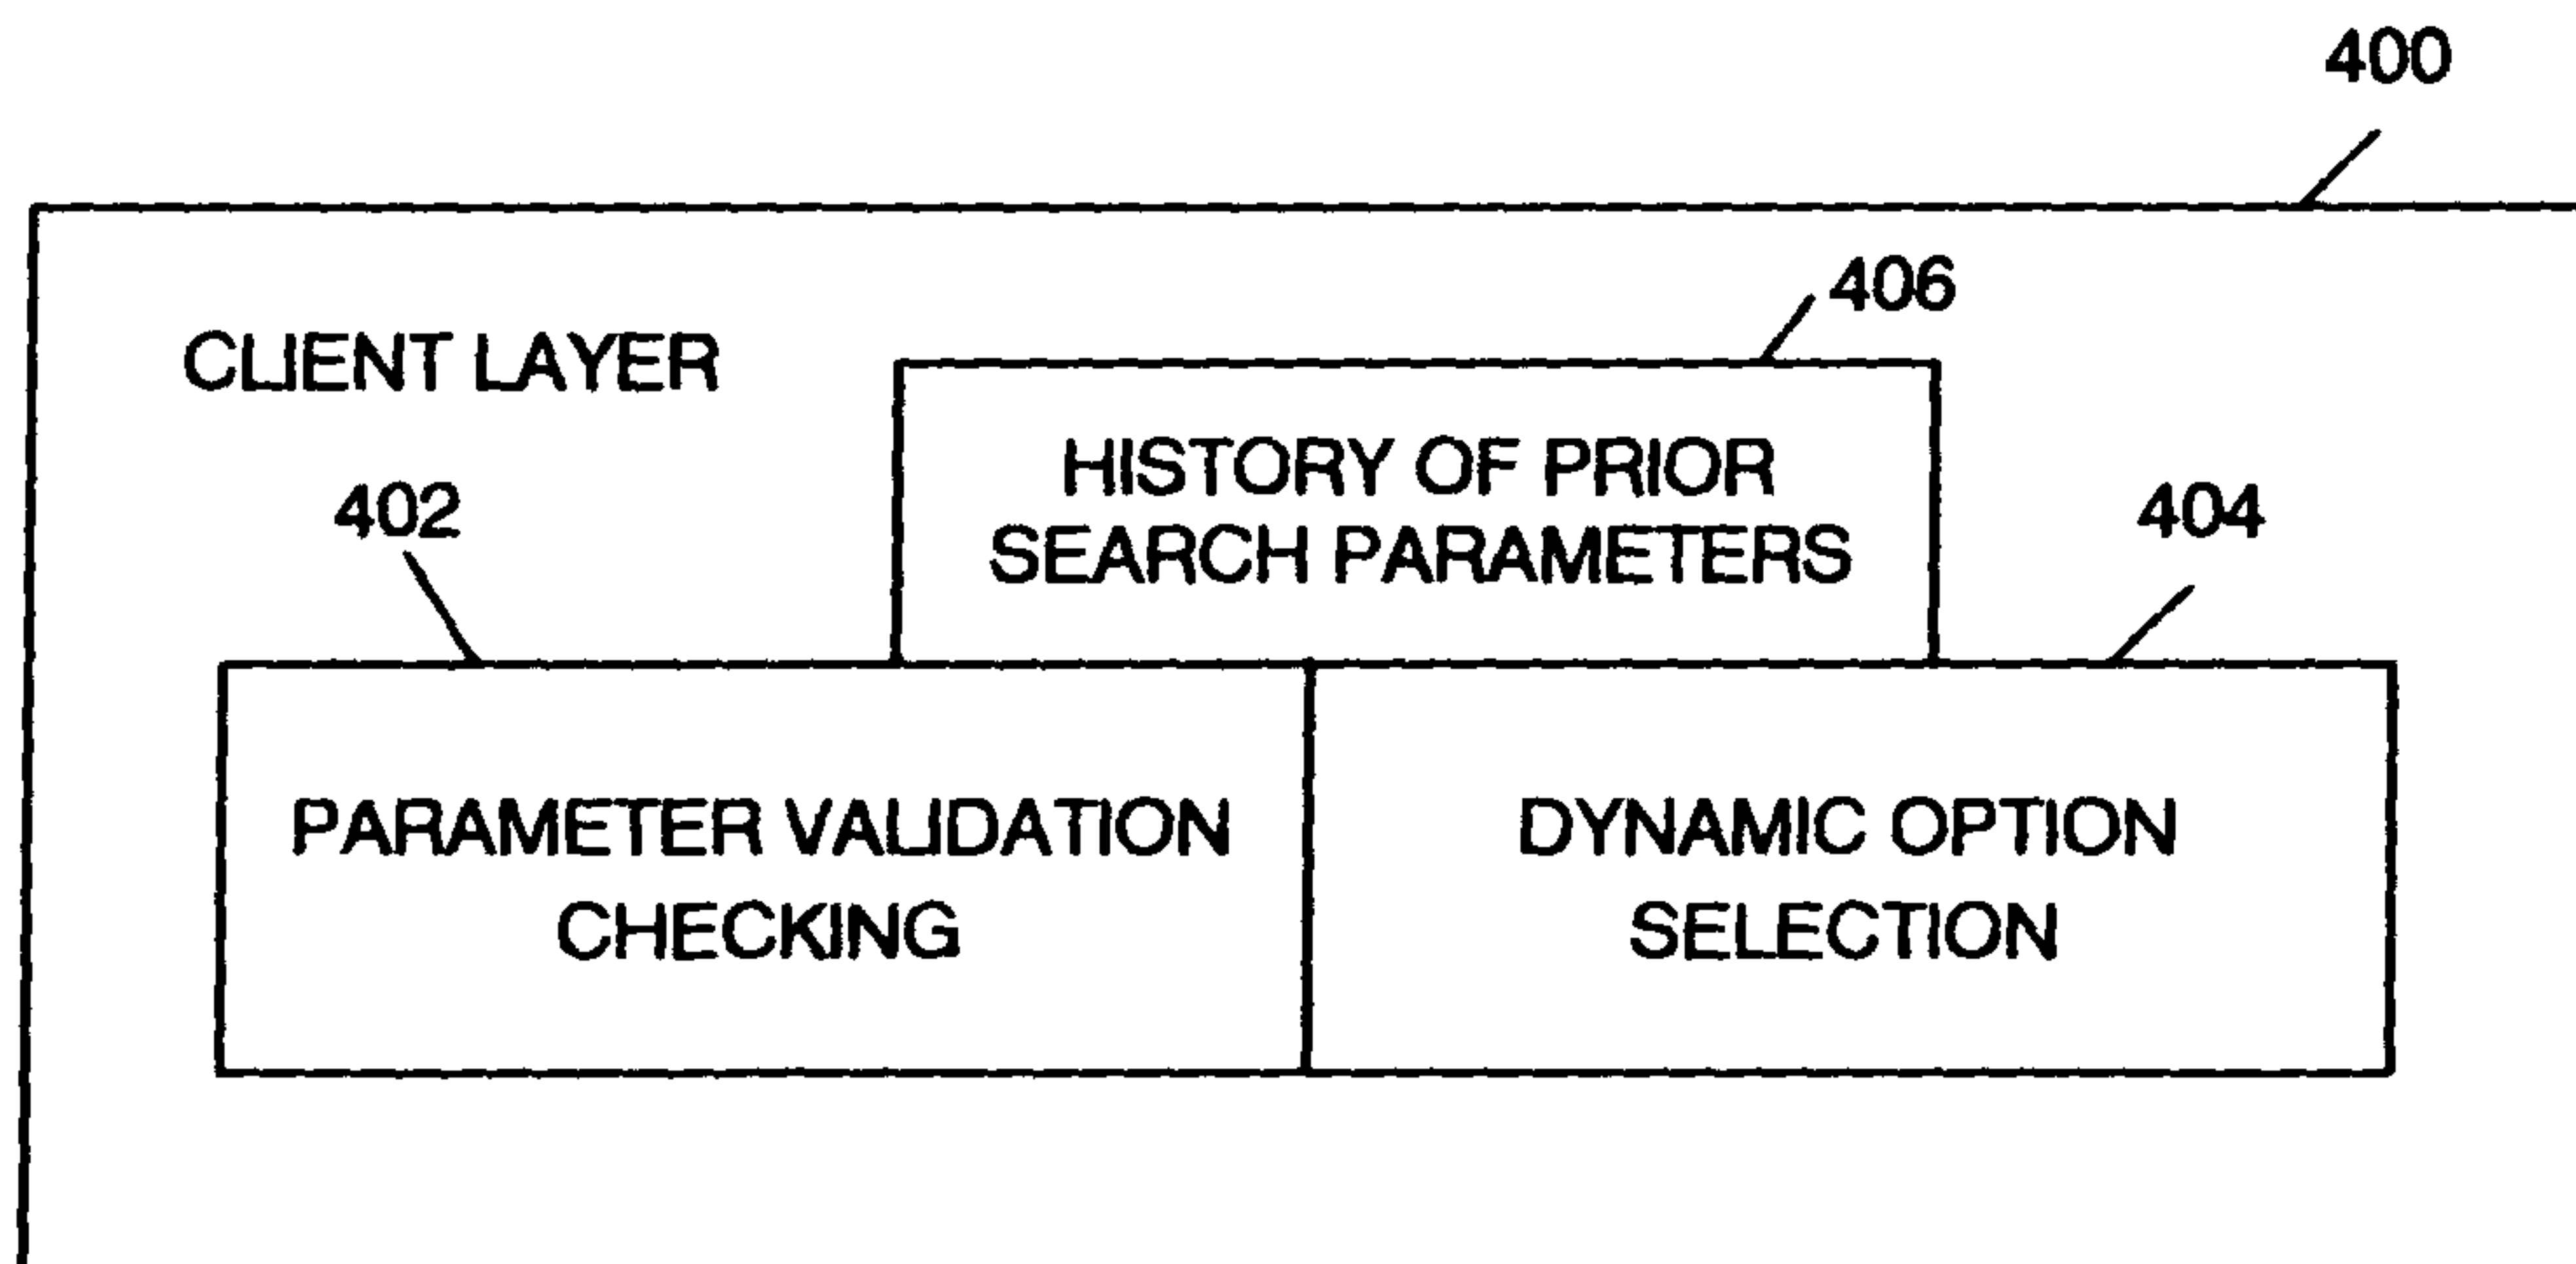 400
406
CLIENT LAYER
HISTORY OF PRIOR
SEARCH PARAMETERS
402
404
PARAMETER VALIDATION
CHECKING
DYNAMIC OPTION
SELECTION